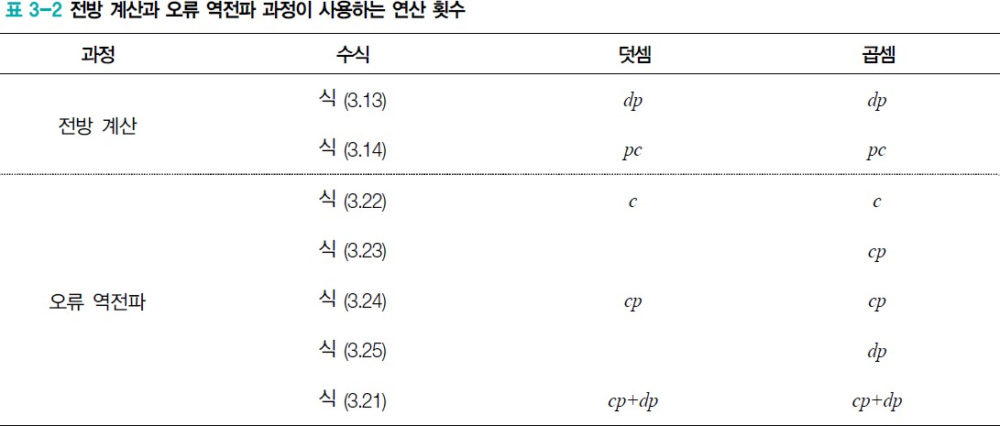 표 3-2 전방 계산과 오류 역전파 과정이 사용하는 연산 횟수
과정 수식 덧셈 곱셈
식 (3.13) dp dp
전방 계산
식 (3.14) pc pc
식 (3.22) c c
식 (3.23) cp
오류 역전파 식 (3.24) cp cp
식 (3.25) dp
식 (3.21) cp+dp cp+dp